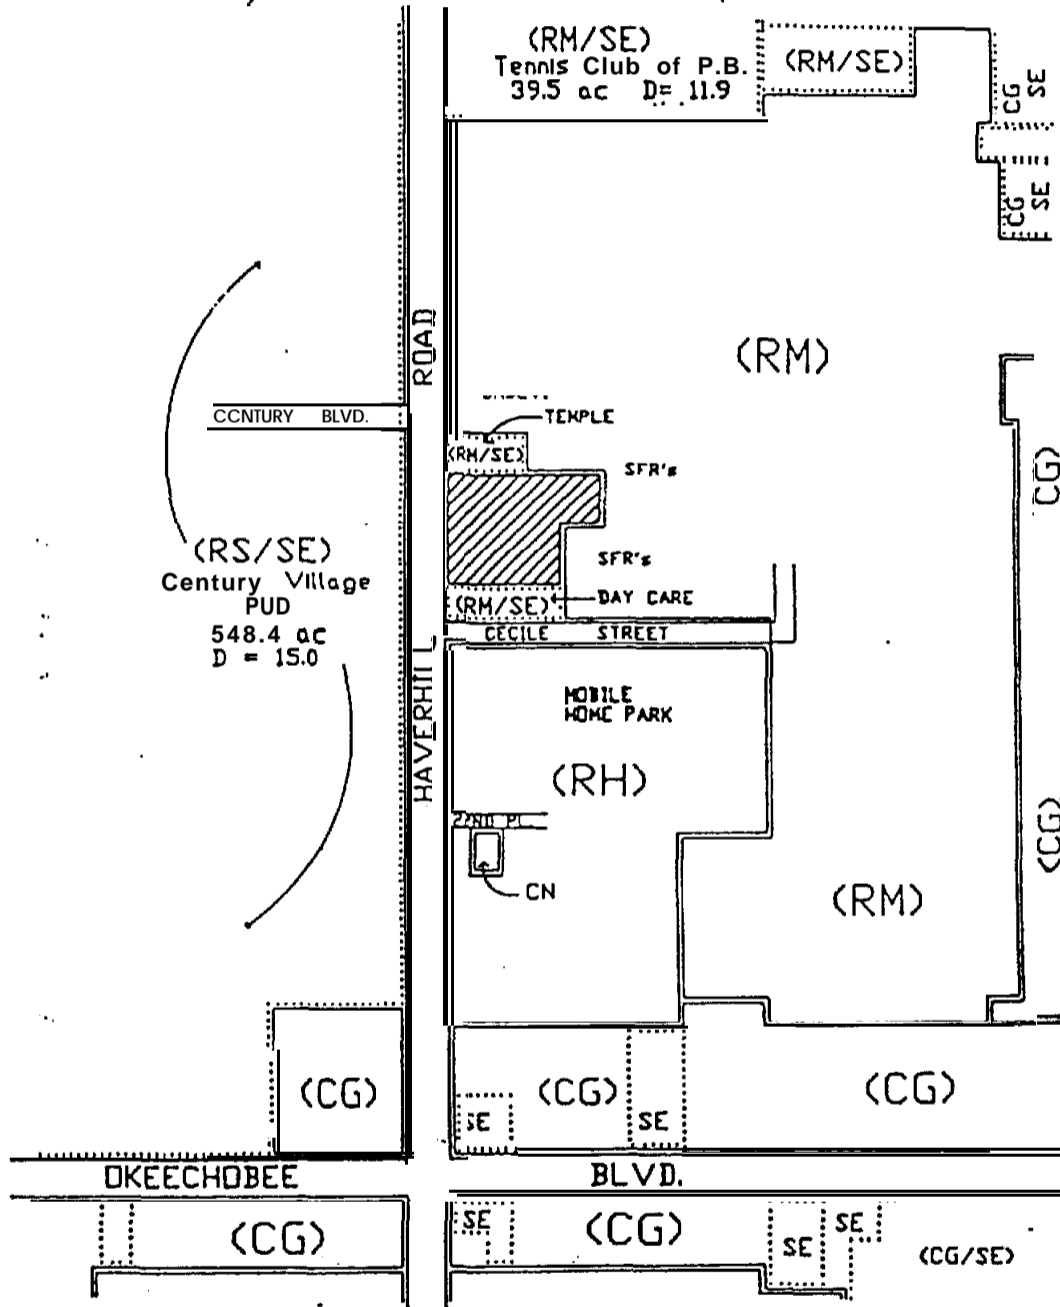 (RM/SE)
Tennis Club of P.B.
39.5 ac D= 11.9
(RM/SE)
CG
SE
CG
SE
ROAD
(RM)
CCNTURY BLVD.
TEMPLE
(RM/SE)
SFR's
CG)
(RS/SE)
Century Village
PUD
548.4 ac
D = 15.0
SFR's
DAY CARE
(RM/SE)
CECILE STREET
HAVERHILL
MOBILE
HOME PARK
(RH)
22ND PL.
CN
(CG)
(RM)
(CG)
(CG)
SE
SE
(CG)
OKEECHOBEE
BLVD.
(CG)
SE
(CG)
SE
SE
(CG/SE)